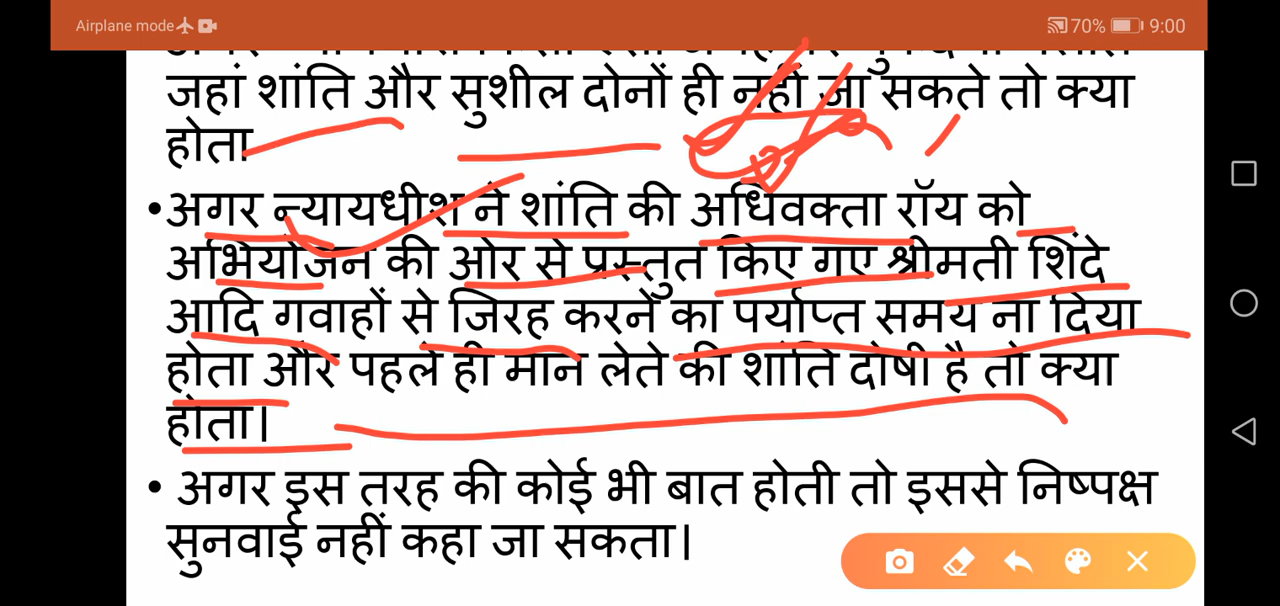 Airplane mode 70% 9:00
जहां शांति और सुशील दोनों ही नहीं जा सकते तो क्या
होता
•अगर न्यायधीश ने शांति की अधिवक्ता रॉय को
अभियोजन की ओर से प्रस्तुत किए गए श्रीमती शिंदे
आदि गवाहों से जिरह करने का पर्याप्त समय ना दिया
होता और पहले ही मान लेते की शांति दोषी है तो क्या
होता।
• अगर इस तरह की कोई भी बात होती तो इससे निष्पक्ष
सुनवाई नहीं कहा जा सकता।